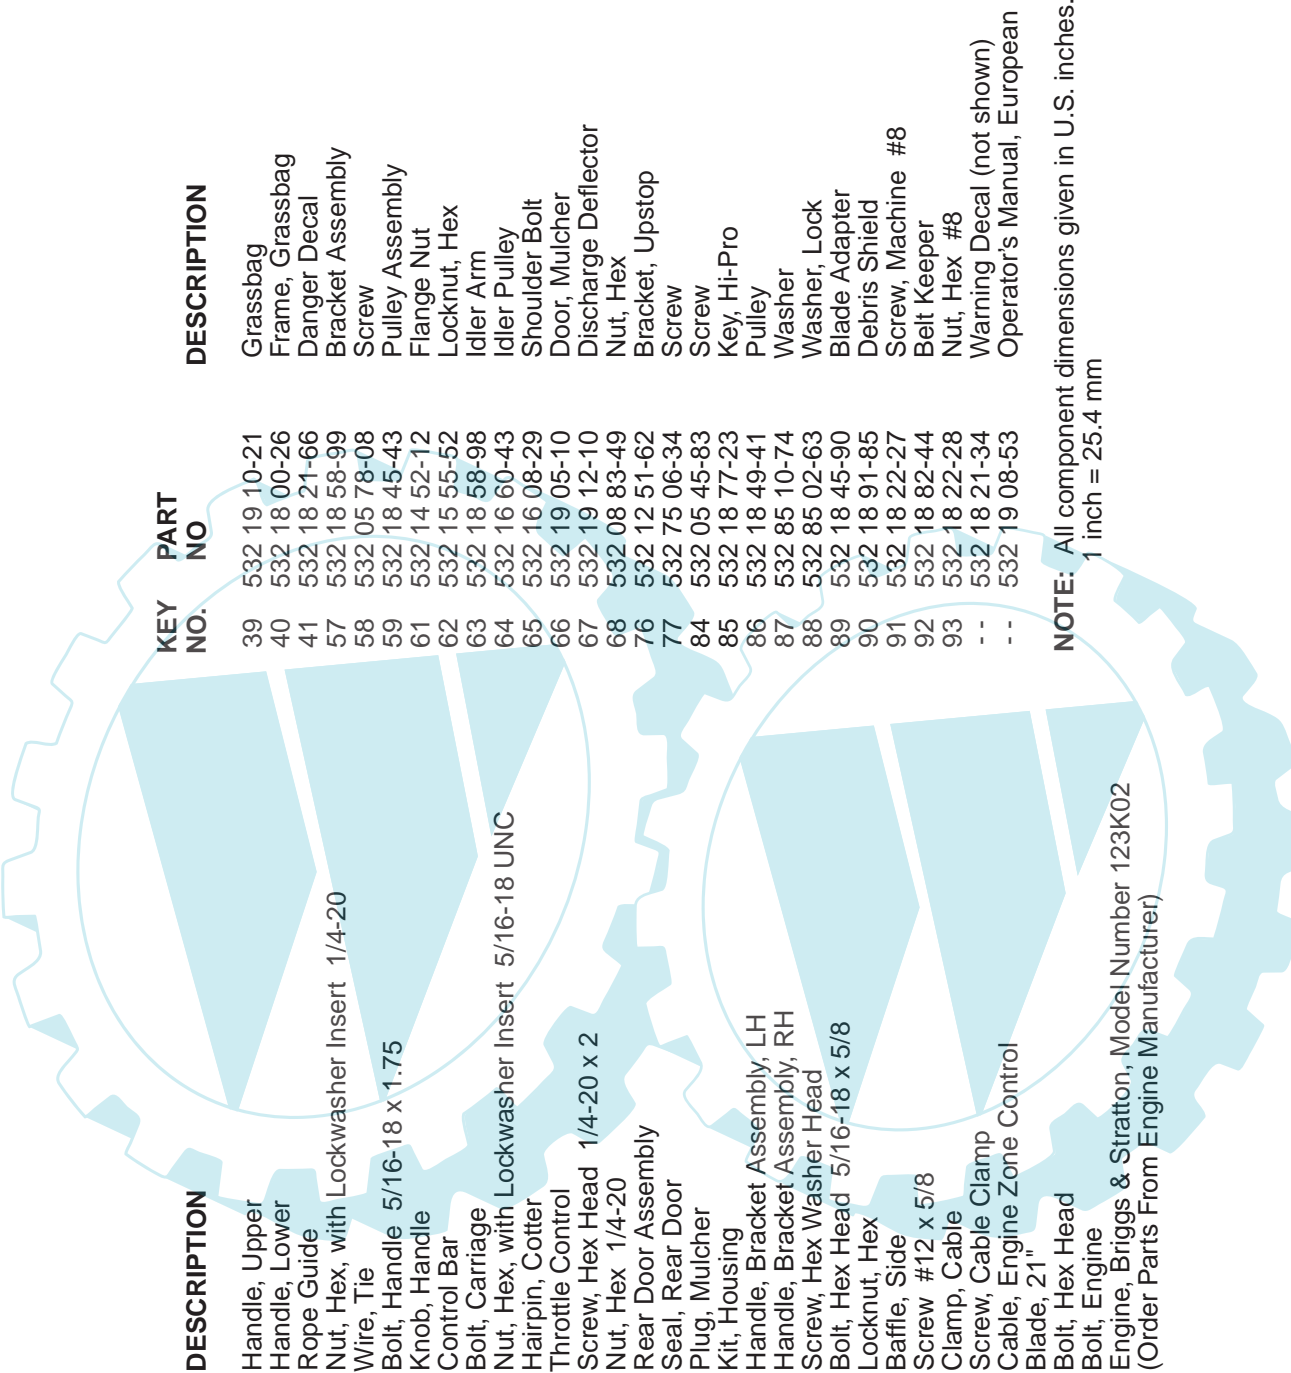 DESCRIPTION
Handle, Upper
Handle, Lower
Rope Guide
Nut, Hex, with Lockwasher Insert 1/4-20
Wire, Tie
Bolt, Handle 5/16-18 x 1.75
Knob, Handle
Control Bar
Bolt, Carriage
Nut, Hex, with Lockwasher Insert 5/16-18 UNC
Hairpin, Cotter
Throttle Control
Screw, Hex Head 1/4-20 x 2
Nut, Hex 1/4-20
Rear Door Assembly
Seal, Rear Door
Plug, Mulcher
Kit, Housing
Handle, Bracket Assembly, LH
Handle, Bracket Assembly, RH
Screw, Hex Washer Head
Bolt, Hex Head 5/16-18 x 5/8
Locknut, Hex
Baffle, Side
Screw #12 x 5/8
Clamp, Cable
Screw, Cable Clamp
Cable, Engine Zone Control
Blade, 21"
Bolt, Hex Head
Bolt, Engine
Engine, Briggs & Stratton, Model Number 123K02
(Order Parts From Engine Manufacturer)
KEY PART
NO. NO DESCRIPTION
39 532 19 10-21 Grassbag
40 532 18 00-26 Frame, Grassbag
41 532 18 21-66 Danger Decal
57 532 18 58-99 Bracket Assembly
58 532 05 78-08 Screw
59 532 18 45-43 Pulley Assembly
61 532 14 52-12 Flange Nut
62 532 15 55-52 Locknut, Hex
63 532 18 58-98 Idler Arm
64 532 16 60-43 Idler Pulley
65 532 16 08-29 Shoulder Bolt
66 532 19 05-10 Door, Mulcher
67 532 19 12-10 Discharge Deflector
68 532 08 83-49 Nut, Hex
76 532 12 51-62 Bracket, Upstop
77 532 75 06-34 Screw
84 532 05 45-83 Screw
85 532 18 77-23 Key, Hi-Pro
86 532 18 49-41 Pulley
87 532 85 10-74 Washer
88 532 85 02-63 Washer, Lock
89 532 18 45-90 Blade Adapter
90 532 18 91-85 Debris Shield
91 532 18 22-27 Screw, Machine #8
92 532 18 82-44 Belt Keeper
93 532 18 22-28 Nut, Hex #8
- - 532 18 21-34 Warning Decal (not shown)
- - 532 19 08-53 Operator's Manual, European
NOTE: All component dimensions given in U.S. inches.
1 inch = 25.4 mm